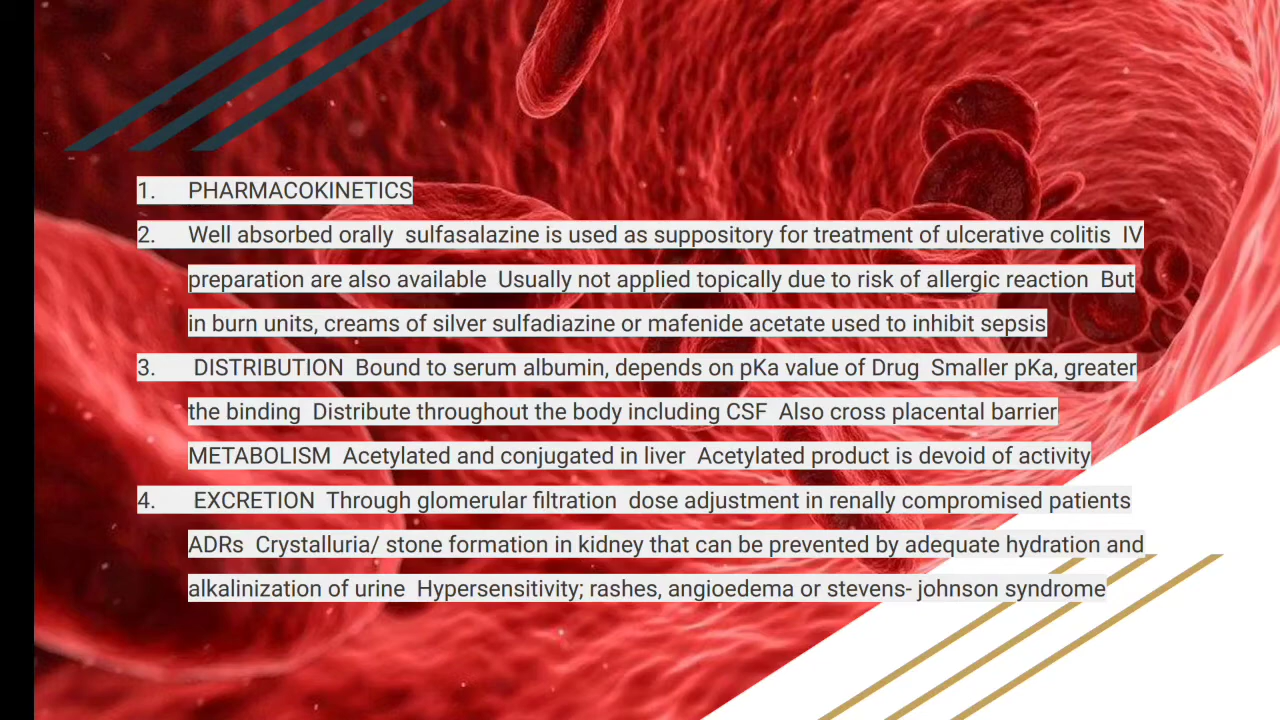 1. PHARMACOKINETICS
2. Well absorbed orally  sulfasalazine is used as suppository for treatment of ulcerative colitis  IV
preparation are also available  Usually not applied topically due to risk of allergic reaction  But
in burn units, creams of silver sulfadiazine or mafenide acetate used to inhibit sepsis
3. DISTRIBUTION  Bound to serum albumin, depends on pKa value of Drug  Smaller pKa, greater
the binding  Distribute throughout the body including CSF  Also cross placental barrier
METABOLISM  Acetylated and conjugated in liver  Acetylated product is devoid of activity
4. EXCRETION  Through glomerular filtration  dose adjustment in renally compromised patients
ADRs  Crystalluria/ stone formation in kidney that can be prevented by adequate hydration and
alkalinization of urine  Hypersensitivity; rashes, angioedema or stevens- johnson syndrome